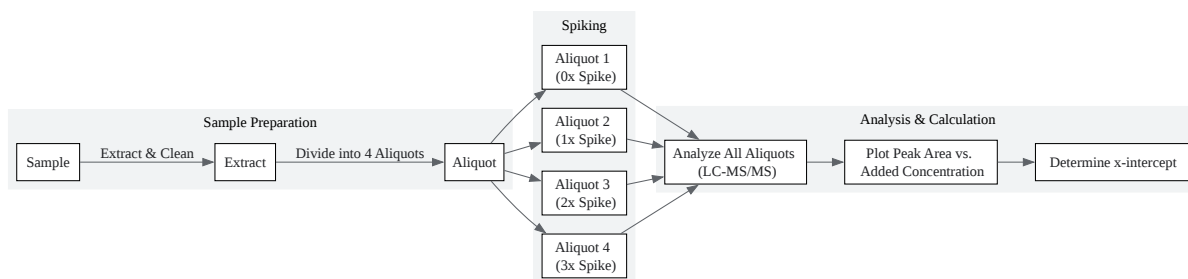 Spiking
Aliquot 1
(0x Spike)
Sample Preparation
Aliquot 2
(1x Spike)
Analysis & Calculation
Sample
Extract & Clean
Extract
Divide into 4 Aliquots
Aliquot
Analyze All Aliquots
(LC-MS/MS)
Plot Peak Area vs.
Added Concentration
Determine x-intercept
Aliquot 3
(2x Spike)
Aliquot 4
(3x Spike)